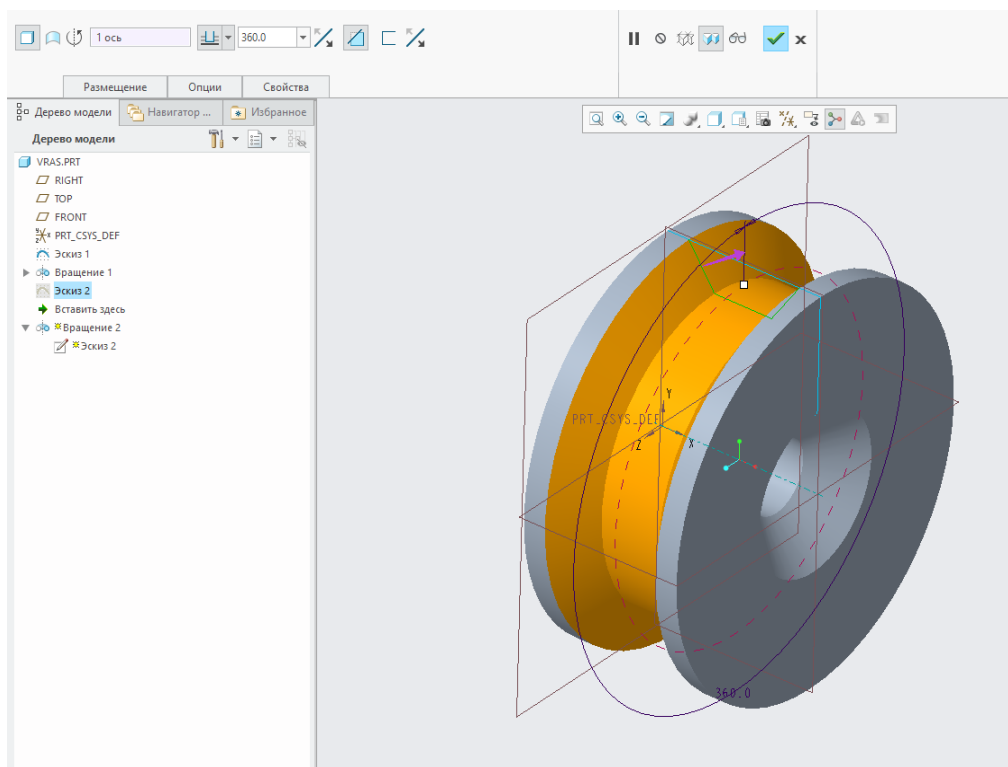 1 ось
360.0
Размещение Опции Свойства
Дерево модели Навигатор ... Избранное
Дерево модели
VRAS.PRT
RIGHT
TOP
FRONT
PRT_CSYS_DEF
Эскиз 1
Вращение 1
Эскиз 2
Вставить здесь
Вращение 2
Эскиз 2
Y
PRT_CSYS_DEF
Z X
360.0